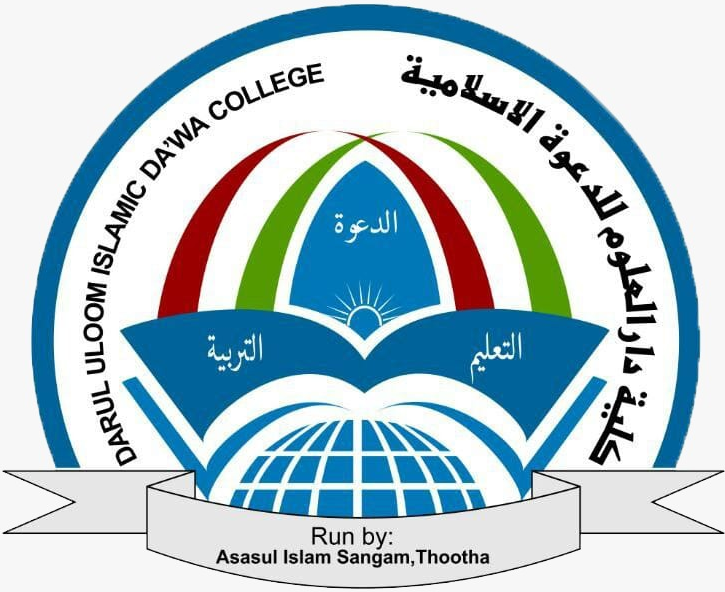 DARUL ULOOM ISLAMIC DA'WA COLLEGE
كلية دار العلوم للدعوة الاسلامية
الدعوة
التربية
التعليم
Run by:
Asasul Islam Sangam,Thootha